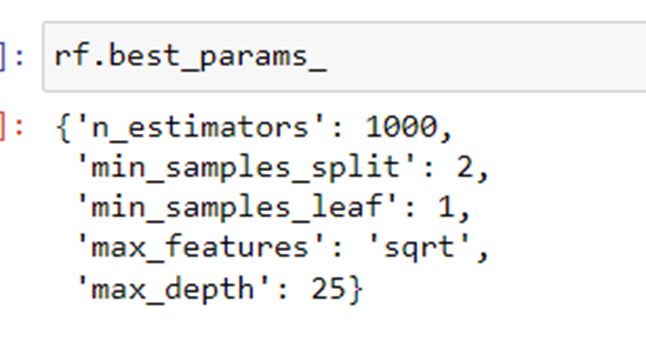 ]: rf.best_params_
]: {'n_estimators': 1000,
'min_samples_split': 2,
'min_samples_leaf': 1,
'max_features': 'sqrt',
'max_depth': 25}